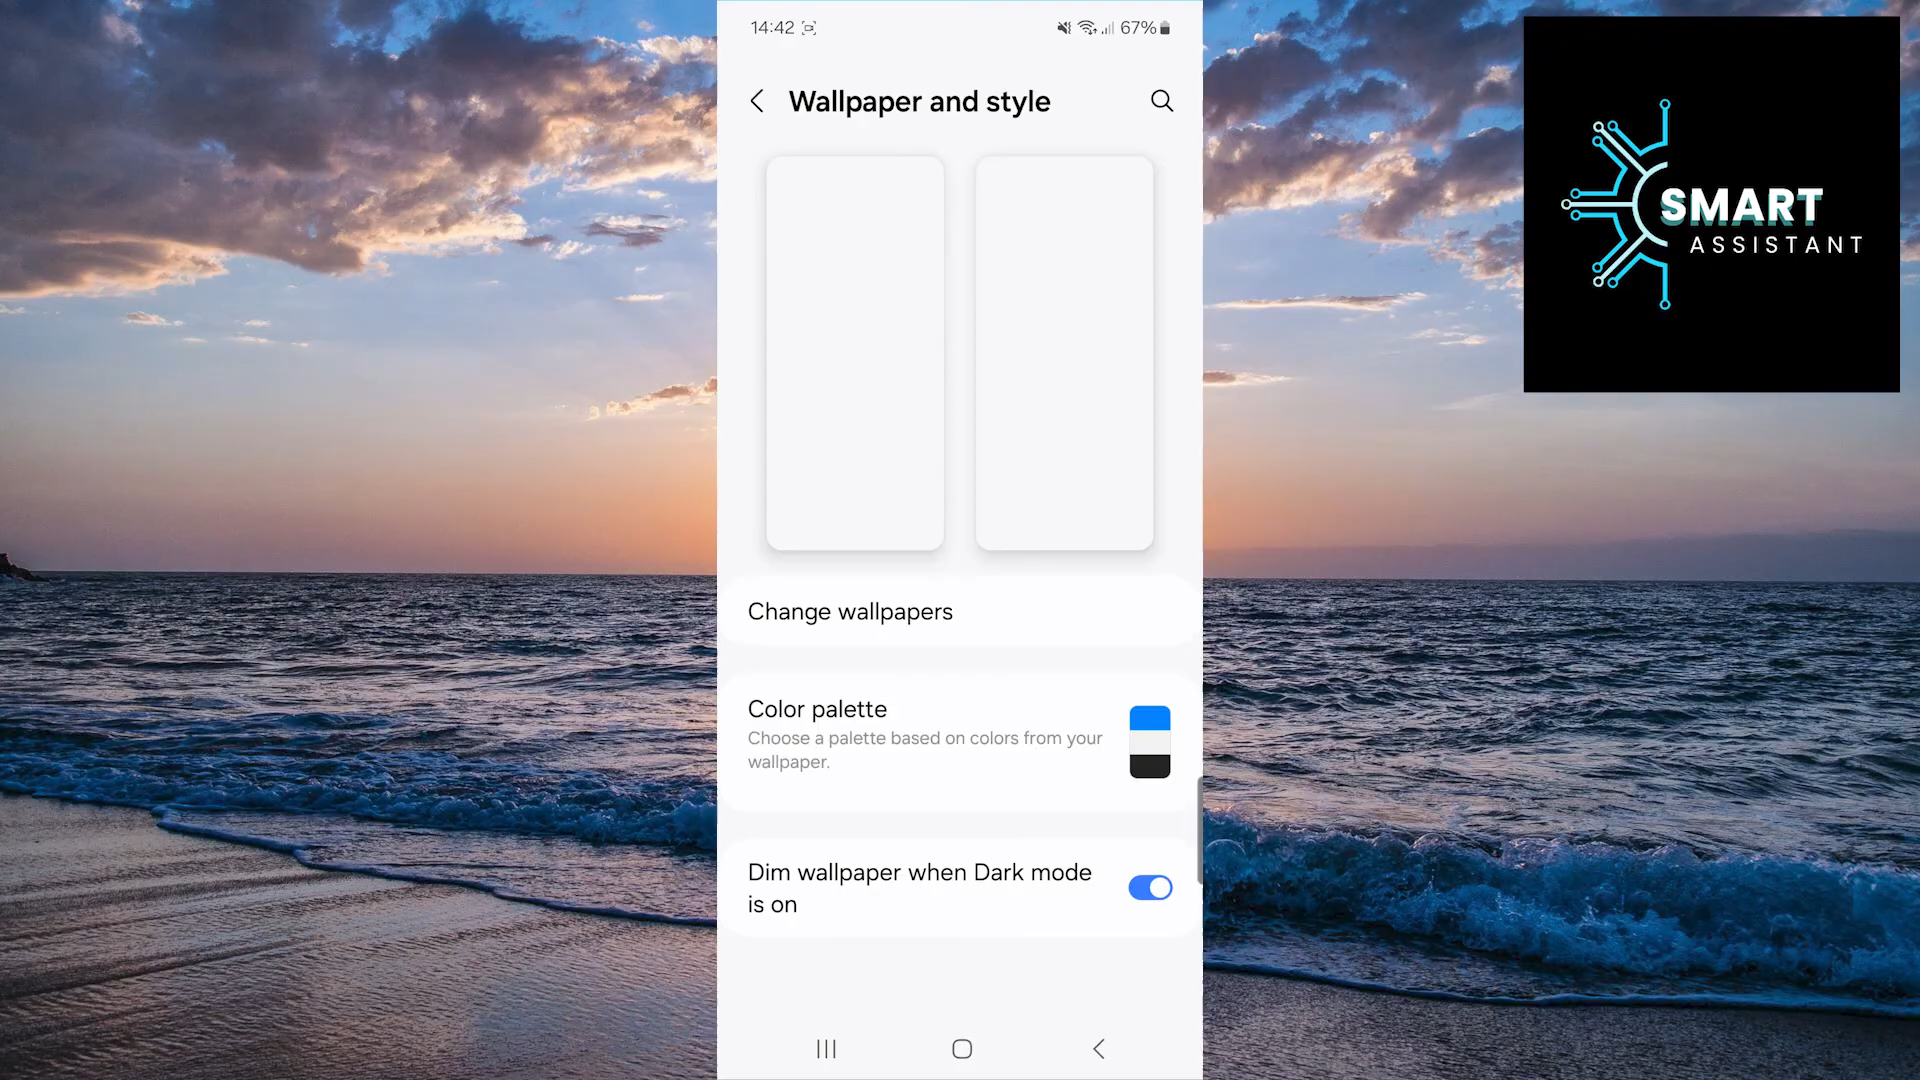 14:42
67%
Wallpaper and style
SMART
ASSISTANT
Change wallpapers
Color palette
Choose a palette based on colors from your
wallpaper.
Dim wallpaper when Dark mode
is on